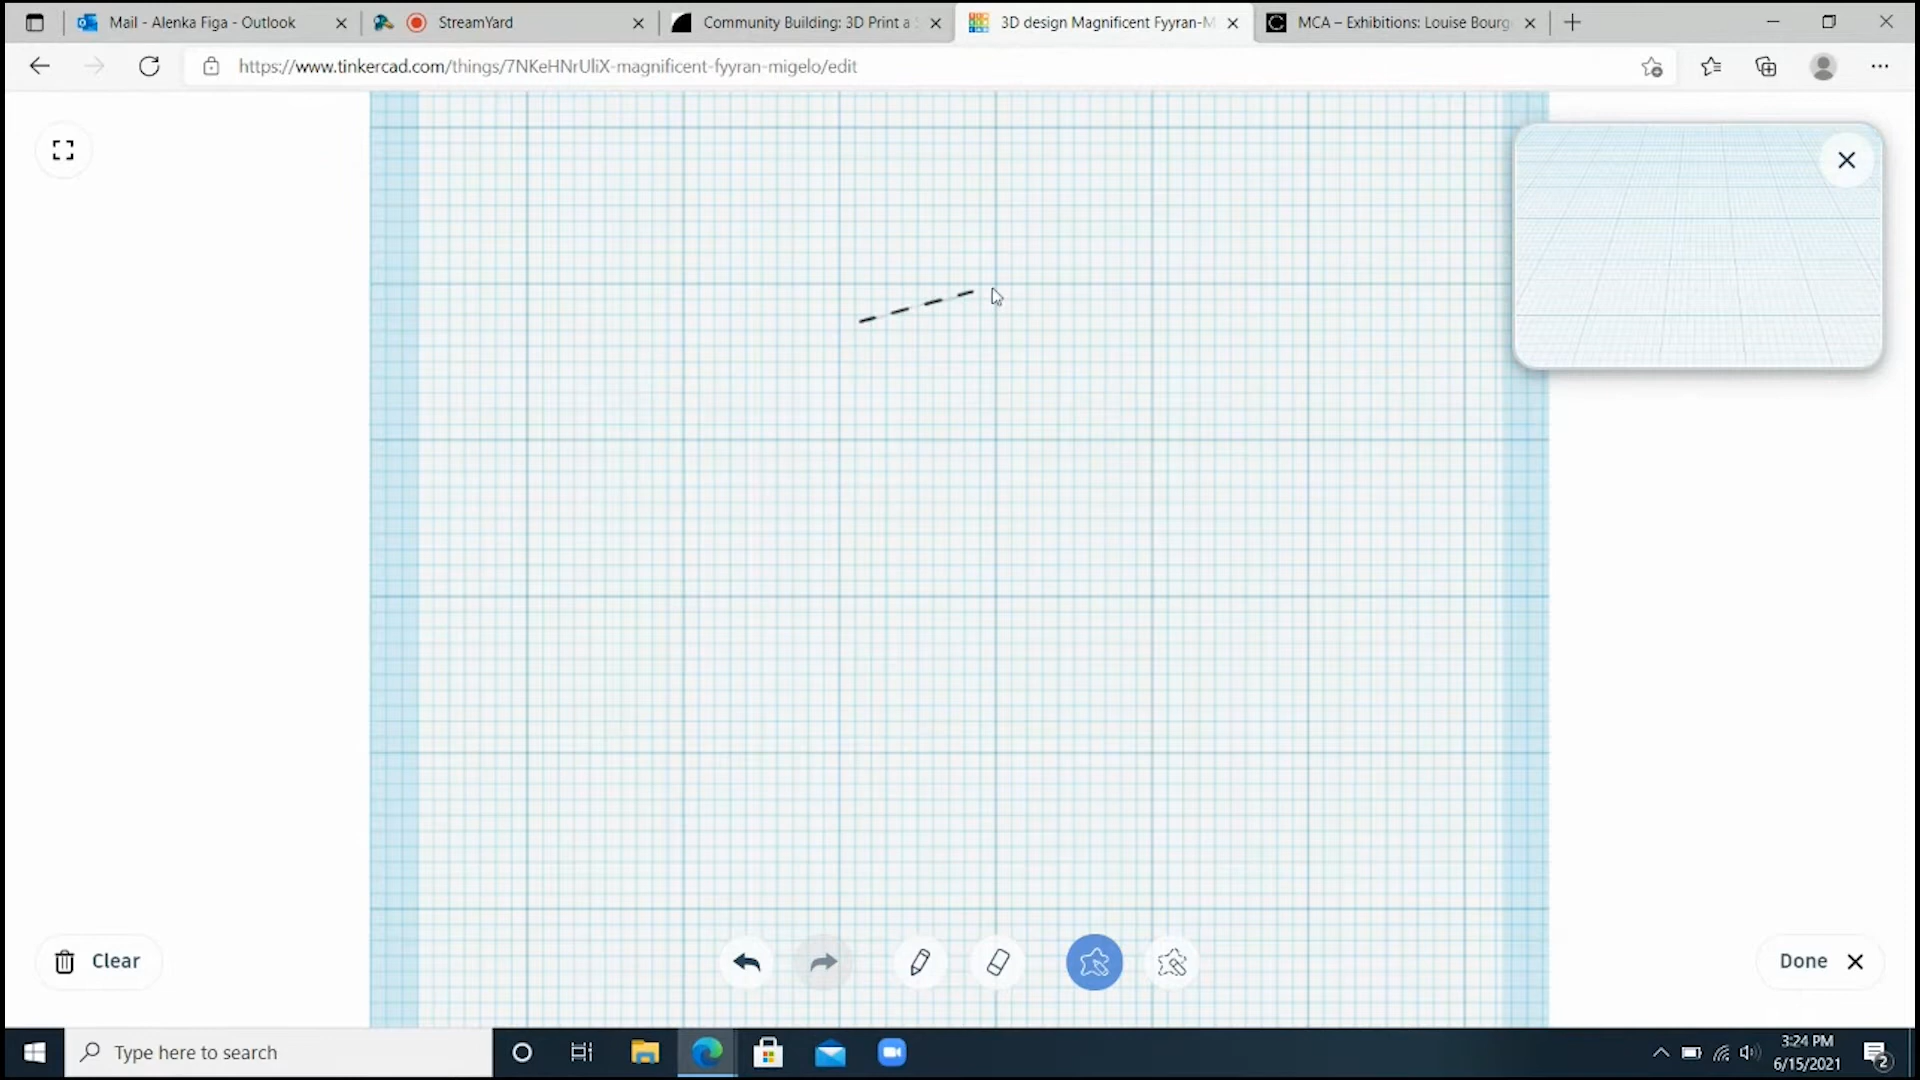 Mail - Alenka Figa - Outlook
StreamYard
Community Building: 3D Print a S
3D design Magnificent Fyyran-M
MCA – Exhibitions: Louise Bourg
https://www.tinkercad.com/things/7NKeHNrUliX-magnificent-fyyran-migelo/edit
Clear
Done
Type here to search
3:24 PM
6/15/2021
2